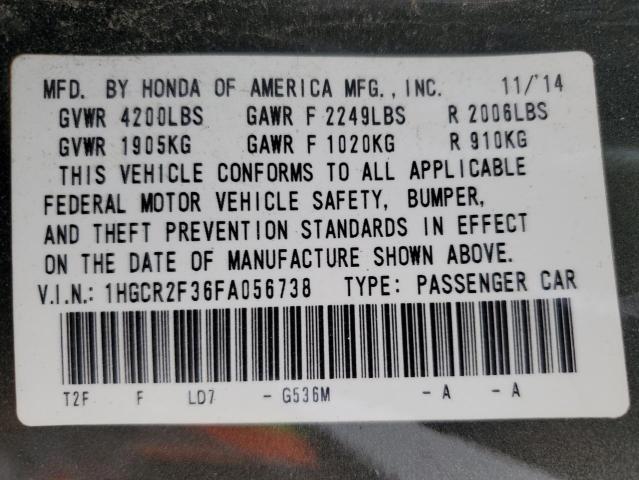 MFD. BY HONDA OF AMERICA MFG., INC. 11/'14
GVWR 4200LBS GAWR F 2249LBS R 2006LBS
GVWR 1905KG GAWR F 1020KG R 910KG
THIS VEHICLE CONFORMS TO ALL APPLICABLE
FEDERAL MOTOR VEHICLE SAFETY, BUMPER,
AND THEFT PREVENTION STANDARDS IN EFFECT
ON THE DATE OF MANUFACTURE SHOWN ABOVE.
V.I.N.: 1HGCR2F36FA056738 TYPE: PASSENGER CAR
T2F F LD7 - G536M - A - A